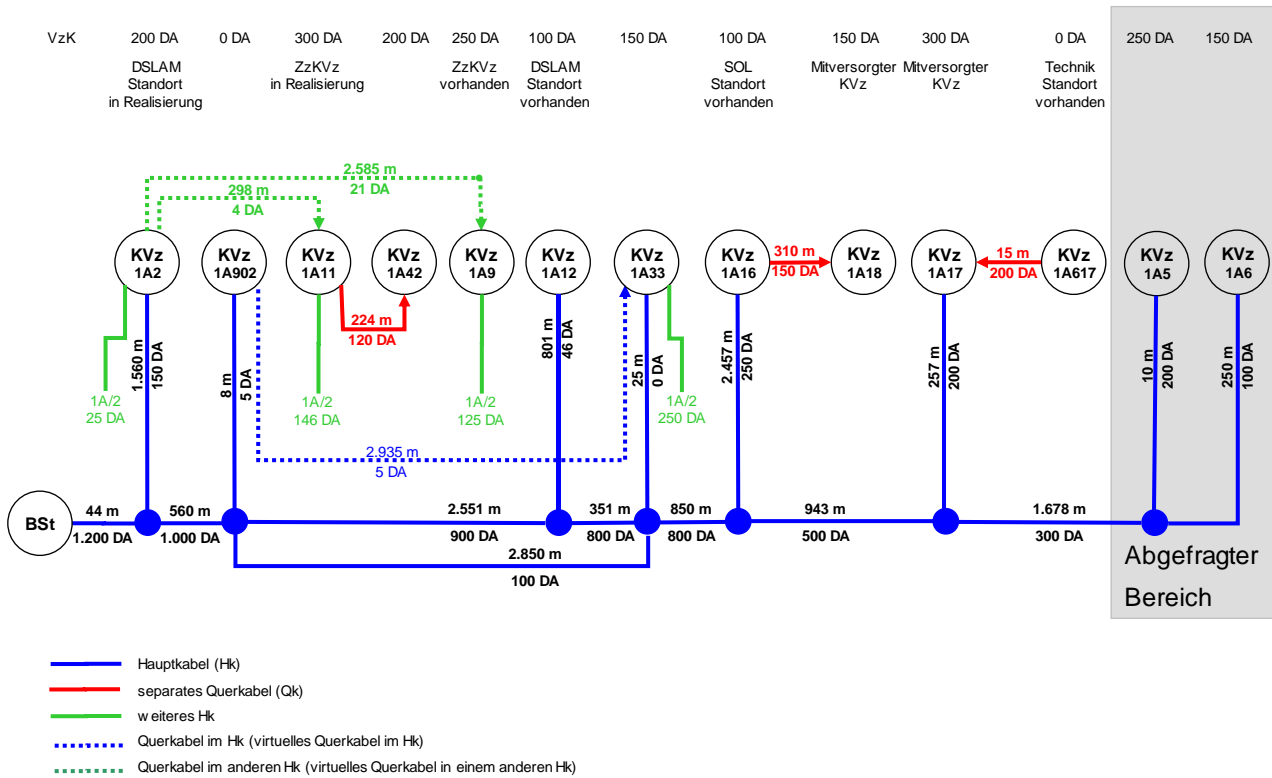 VzK 200 DA 0 DA 300 DA 200 DA 250 DA 100 DA 150 DA 100 DA 150 DA 300 DA 0 DA 250 DA 150 DA
DSLAM
Standort
in Realisierung
ZzKVz
in Realisierung
ZzKVz
vorhanden
DSLAM
Standort
vorhanden
SOL
Standort
vorhanden
Mitversorgter
KVz
Mitversorgter
KVz
Technik
Standort
vorhanden
2.585 m
21 DA
298 m
4 DA
KVz
1A2
KVz
1A902
KVz
1A11
KVz
1A42
KVz
1A9
KVz
1A12
KVz
1A33
KVz
1A16
310 m
150 DA
KVz
1A18
KVz
1A17
15 m
200 DA
KVz
1A617
KVz
1A5
KVz
1A6
224 m
120 DA
1.560 m
150 DA
8 m
5 DA
801 m
46 DA
25 m
0 DA
2.457 m
250 DA
257 m
200 DA
10 m
200 DA
250 m
100 DA
1A/2
25 DA
1A/2
146 DA
1A/2
125 DA
1A/2
250 DA
2.935 m
5 DA
BSt
44 m
1.200 DA
560 m
1.000 DA
2.551 m
900 DA
351 m
800 DA
850 m
800 DA
943 m
500 DA
1.678 m
300 DA
2.850 m
100 DA
Abgefragter
Bereich
Hauptkabel (Hk)
separates Querkabel (Qk)
weiteres Hk
Querkabel im Hk (virtuelles Querkabel im Hk)
Querkabel im anderen Hk (virtuelles Querkabel in einem anderen Hk)